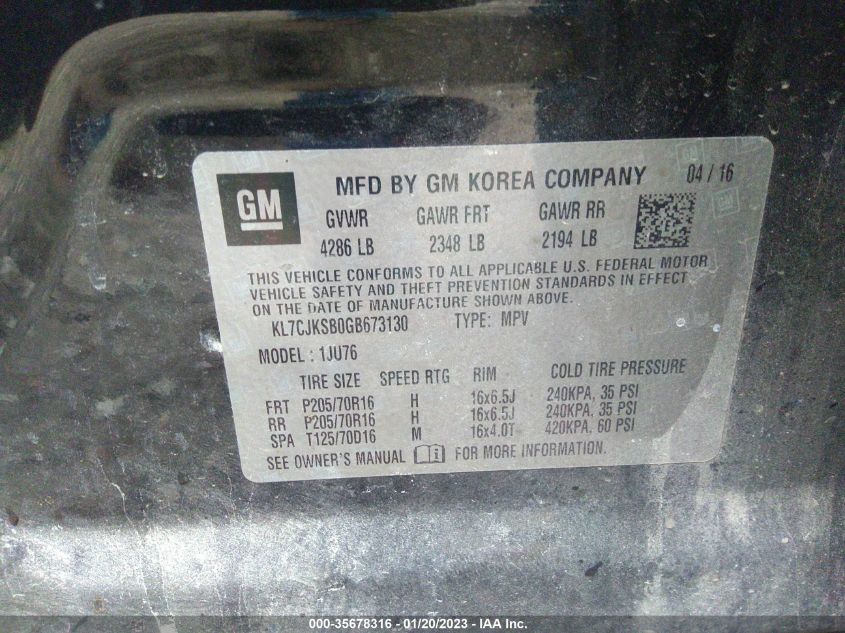 GM
MFD BY GM KOREA COMPANY 04 / 16
GVWR GAWR FRT GAWR RR
4286 LB 2348 LB 2194 LB
THIS VEHICLE CONFORMS TO ALL APPLICABLE U.S. FEDERAL MOTOR
VEHICLE SAFETY AND THEFT PREVENTION STANDARDS IN EFFECT
ON THE DATE OF MANUFACTURE SHOWN ABOVE.
KL7CJKSB0GB673130 TYPE: MPV
MODEL : 1JU76
TIRE SIZE SPEED RTG RIM COLD TIRE PRESSURE
FRT P205/70R16 H 16x6.5J 240KPA, 35 PSI
RR P205/70R16 H 16x6.5J 240KPA, 35 PSI
SPA T125/70D16 M 16x4.0T 420KPA, 60 PSI
SEE OWNER'S MANUAL FOR MORE INFORMATION.
000-35678316 - 01/20/2023 - IAA Inc.